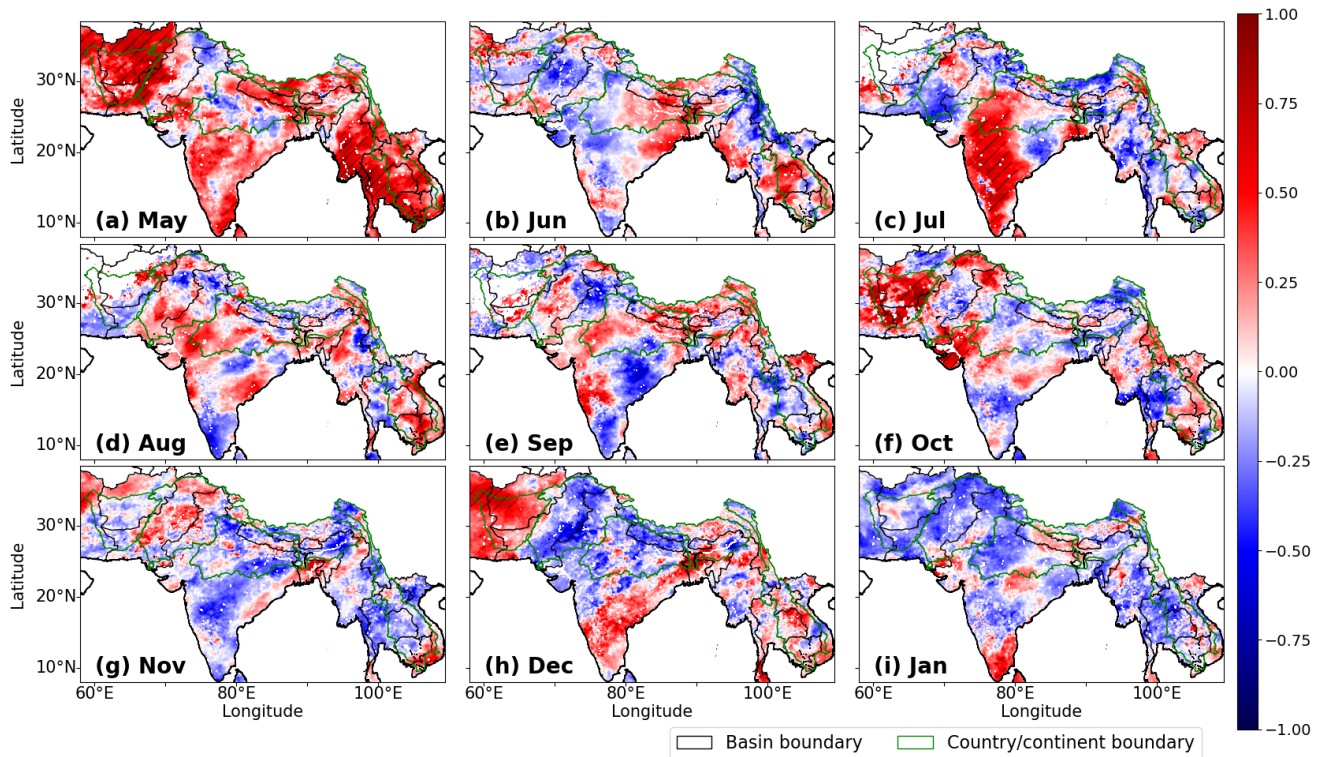 1.00
0.75
0.50
0.25
0.00
−0.25
−0.50
−0.75
−1.00
Latitude
30°N
20°N
10°N
(a) May
(b) Jun
(c) Jul
Latitude
30°N
20°N
10°N
(d) Aug
(e) Sep
(f) Oct
Latitude
30°N
20°N
10°N
(g) Nov
(h) Dec
(i) Jan
60°E 80°E 100°E
60°E 80°E 100°E
60°E 80°E 100°E
Longitude
Longitude
Longitude
Basin boundary
Country/continent boundary